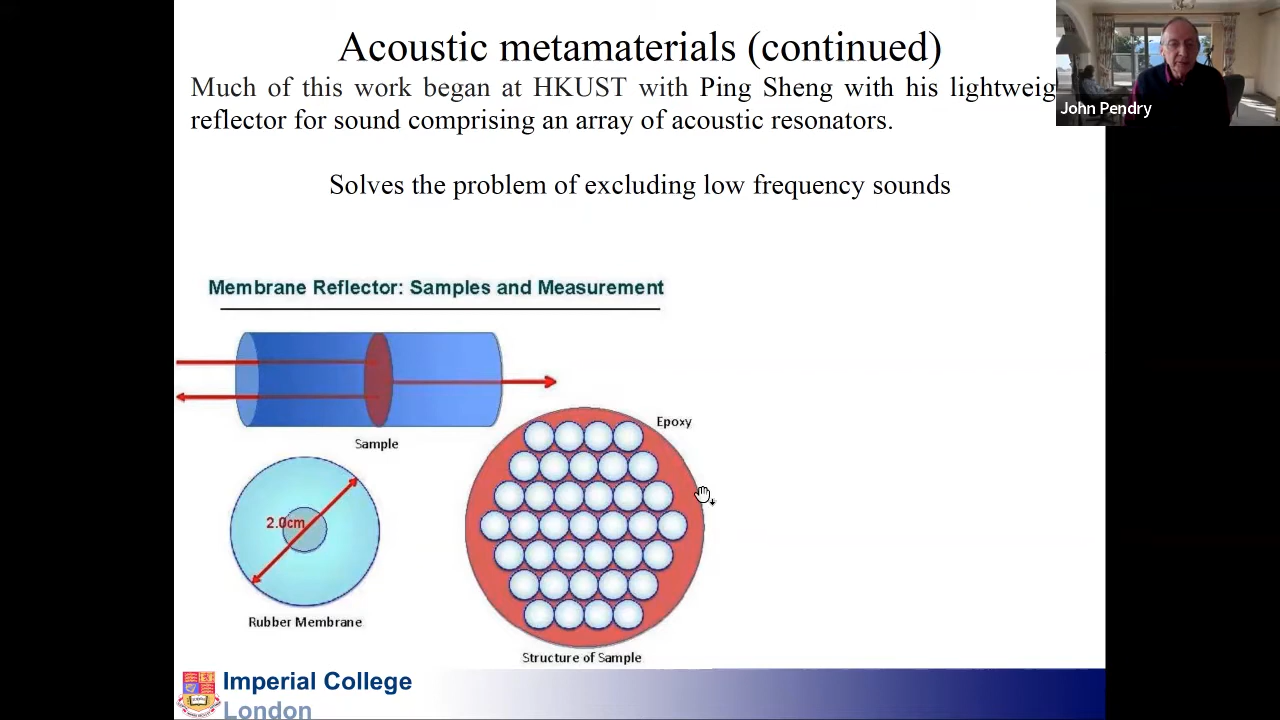 Acoustic metamaterials (continued)
Much of this work began at HKUST with Ping Sheng with his
reflector for sound comprising an array of acoustic resonators.
Solves the problem of excluding low frequency sounds
John Pendry
Membrane Reflector: Samples and Measurement
Sample
Epoxy
2.0cm
Rubber Membrane
Structure of Sample
Imperial College
London